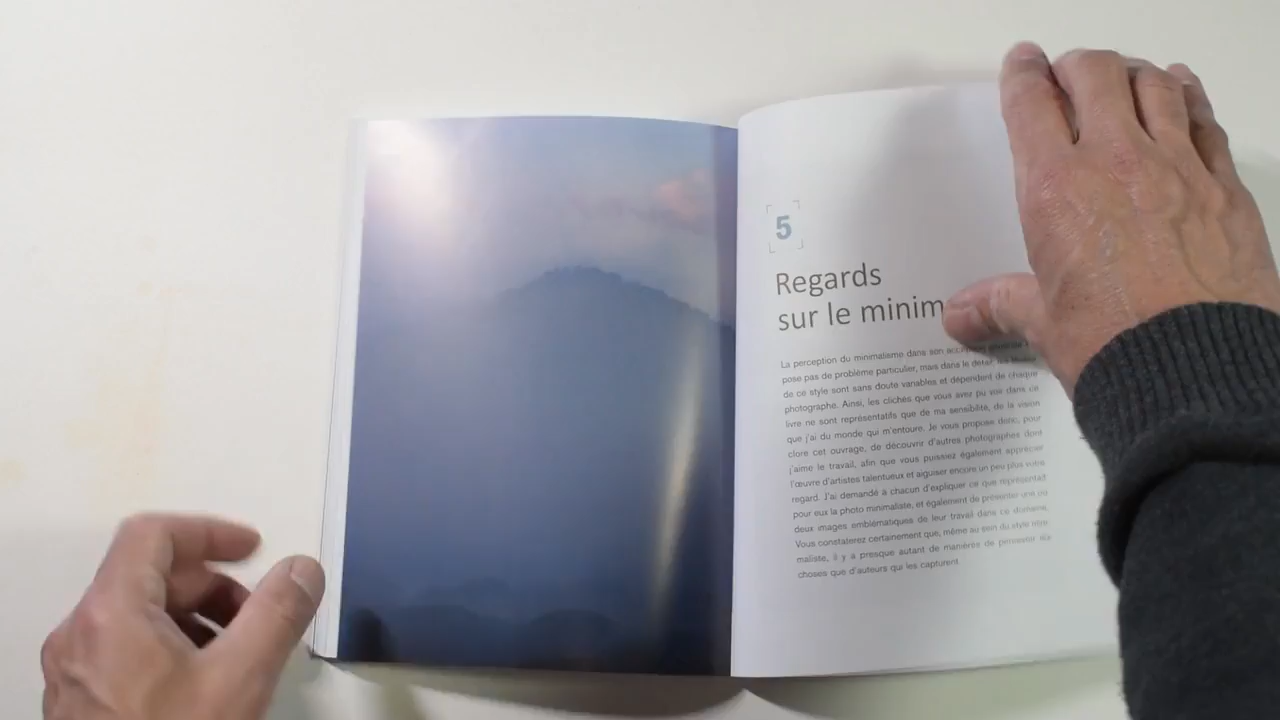 5
Regards
sur le minim
La perception du minimalisme dans son
pose pas de problème particulier, mais dans le détail, les
de ce style sont sans doute variables et dépendent de chaque
photographe. Ainsi, les clichés que vous avez pu voir dans ce
livre ne sont représentatifs que de ma sensibilité, de la vision
que j'ai du monde qui m'entoure. Je vous propose donc, pour
clore cet ouvrage, de découvrir d'autres photographes dont
j'aime le travail, afin que vous puissiez également apprécier
l'œuvre d'artistes talentueux et aiguiser encore un peu plus votre
regard. J'ai demandé à chacun d'expliquer ce que représentait
pour eux la photo minimaliste, et également de présenter une ou
deux images emblématiques de leur travail dans ce domaine.
Vous constaterez certainement que, même au sein du style mini-
maliste, il y a presque autant de manières de percevoir les
choses que d'auteurs qui les capturent